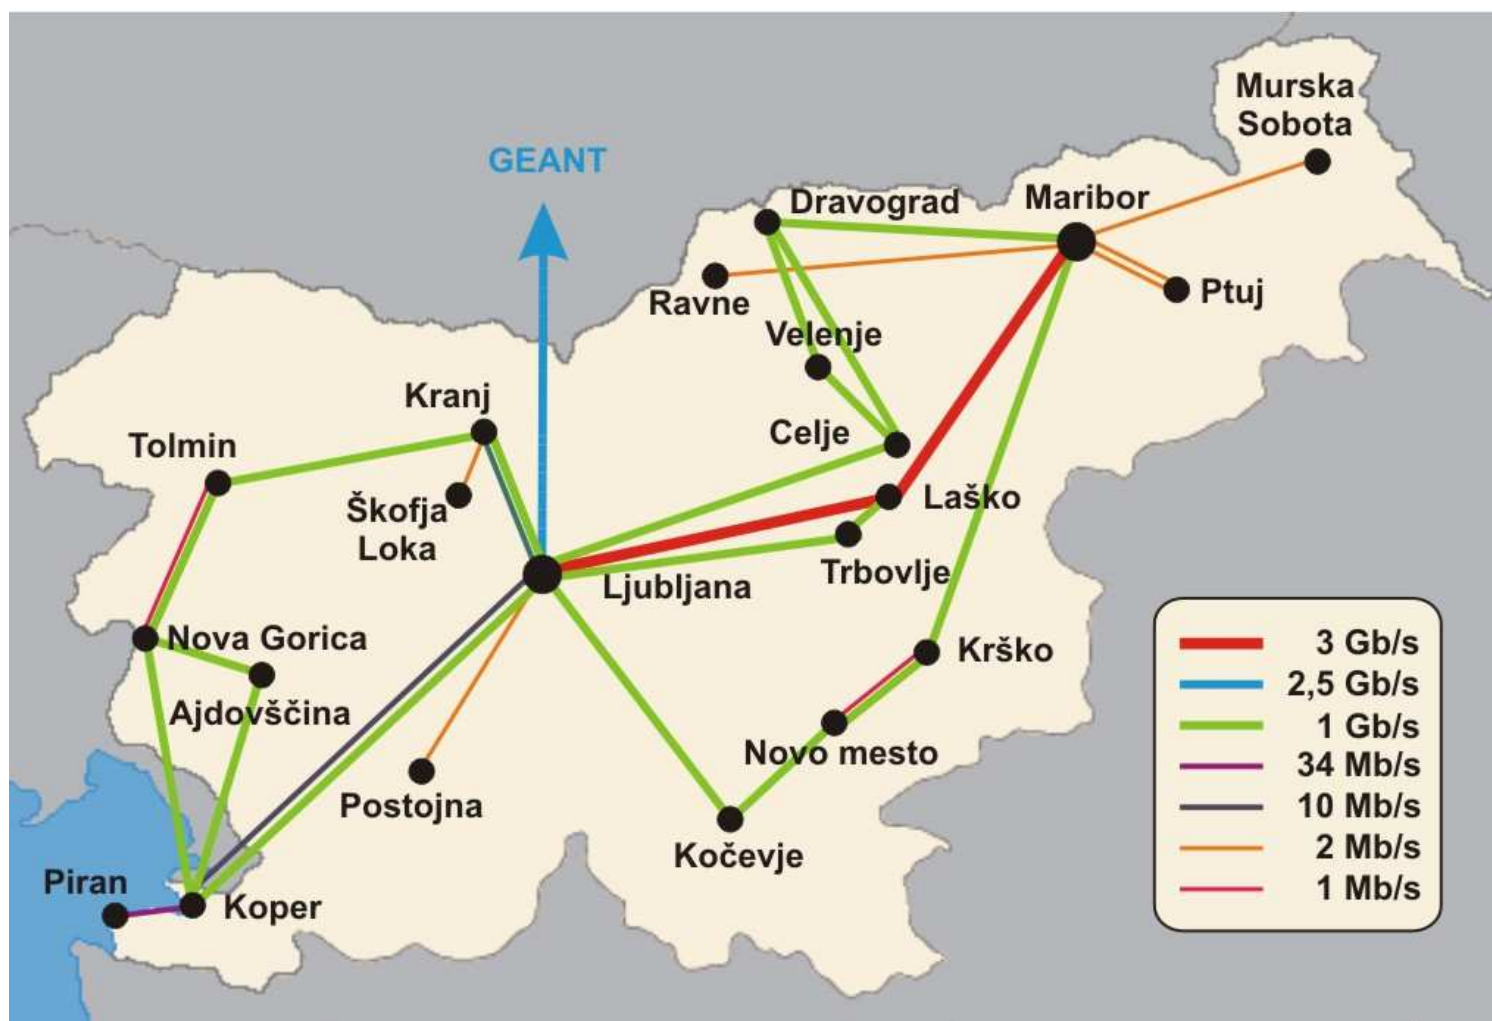 Murska
Sobota
GEANT
Dravograd
Maribor
Ravne
Ptuj
Velenje
Kranj
Celje
Tolmin
Škofja
Loka
Laško
Trbovlje
Ljubljana
Nova Gorica
Krško
Ajdovščina
Novo mesto
Postojna
Kočevje
Piran
Koper
3 Gb/s
2,5 Gb/s
1 Gb/s
34 Mb/s
10 Mb/s
2 Mb/s
1 Mb/s